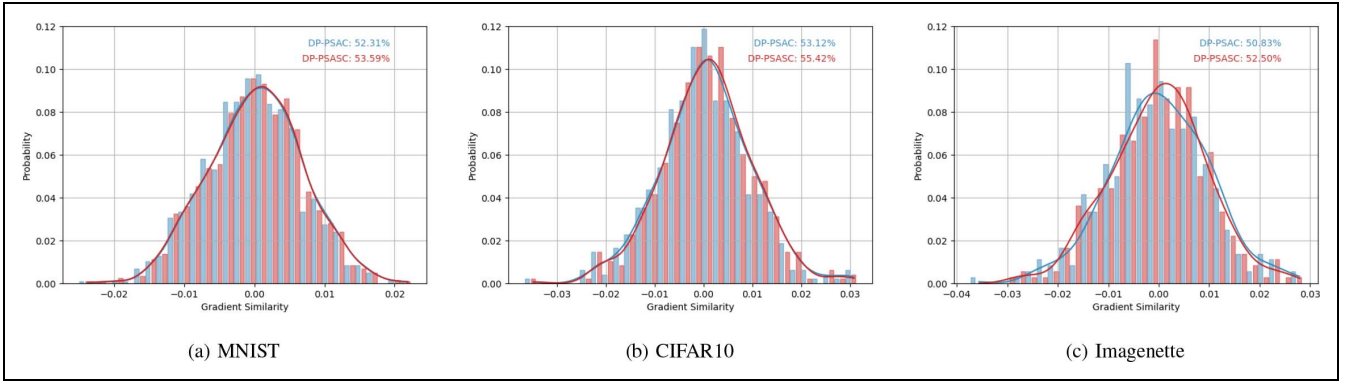 0.12
0.10
0.08
0.06
0.04
0.02
0.00
Probability
DP-PSAC: 52.31%
DP-PSASC: 53.59%
−0.02 −0.01 0.00 0.01 0.02
Gradient Similarity
(a) MNIST
0.12
0.10
0.08
0.06
0.04
0.02
0.00
Probability
DP-PSAC: 53.12%
DP-PSASC: 55.42%
−0.03 −0.02 −0.01 0.00 0.01 0.02 0.03
Gradient Similarity
(b) CIFAR10
0.12
0.10
0.08
0.06
0.04
0.02
0.00
Probability
DP-PSAC: 50.83%
DP-PSASC: 52.50%
−0.04 −0.03 −0.02 −0.01 0.00 0.01 0.02 0.03
Gradient Similarity
(c) Imagenette